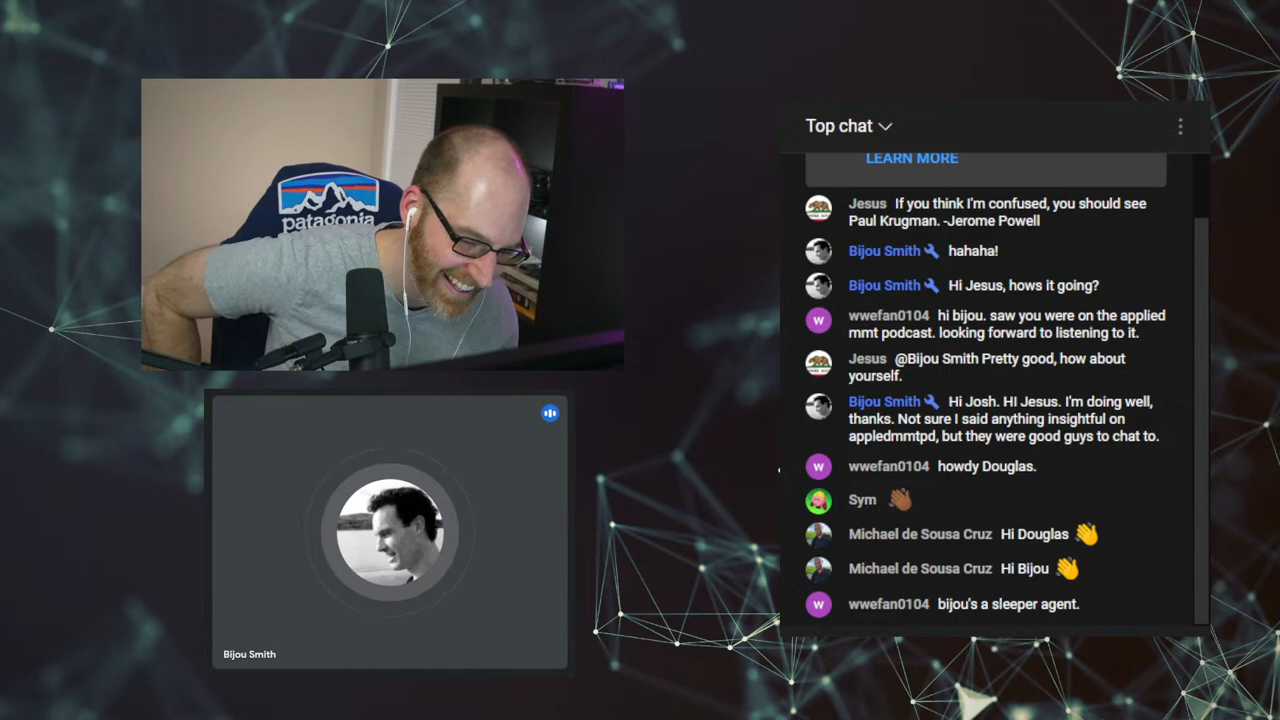 patagonia
Bijou Smith
Top chat
LEARN MORE
Jesus If you think I'm confused, you should see
Paul Krugman. -Jerome Powell
Bijou Smith hahaha!
Bijou Smith Hi Jesus, hows it going?
W
wwefan0104 hi bijou. saw you were on the applied
mmt podcast. looking forward to listening to it.
Jesus @Bijou Smith Pretty good, how about
yourself.
Bijou Smith Hi Josh. HI Jesus. I'm doing well,
thanks. Not sure I said anything insightful on
appledmmtpd, but they were good guys to chat to.
W
wwefan0104 howdy Douglas.
Sym
Michael de Sousa Cruz Hi Douglas
Michael de Sousa Cruz Hi Bijou
W
wwefan0104 bijou's a sleeper agent.